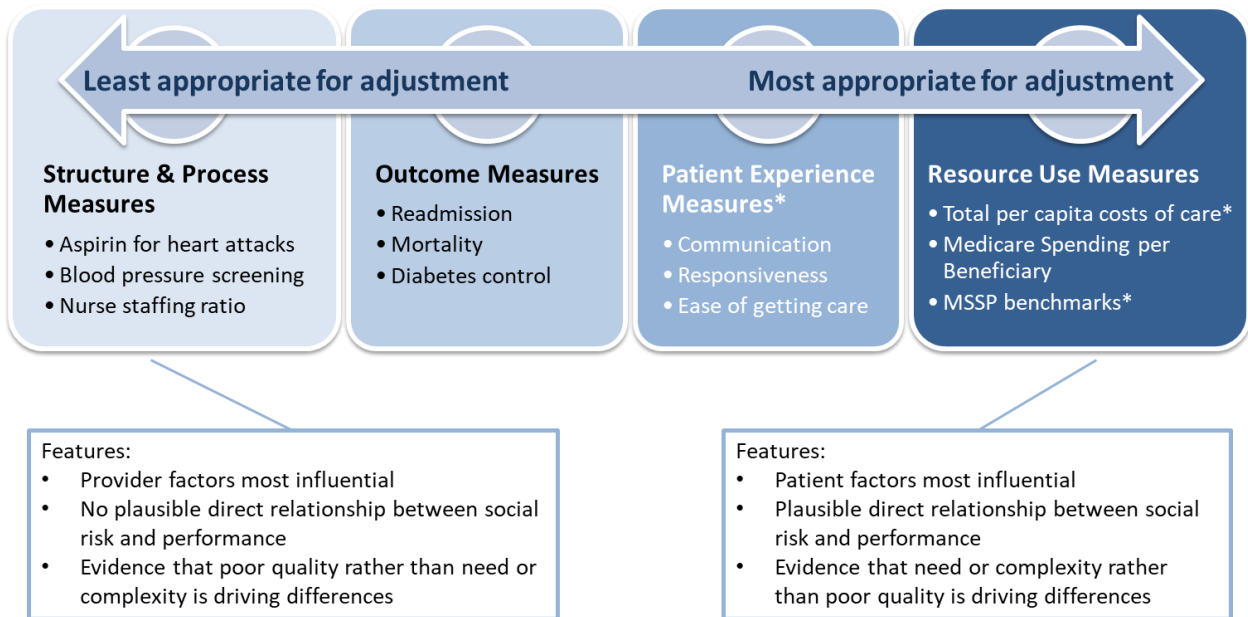 Least appropriate for adjustment
Most appropriate for adjustment
Structure & Process
Measures
• Aspirin for heart attacks
• Blood pressure screening
• Nurse staffing ratio
Outcome Measures
• Readmission
• Mortality
• Diabetes control
Patient Experience
Measures*
• Communication
• Responsiveness
• Ease of getting care
Resource Use Measures
• Total per capita costs of care*
• Medicare Spending per
Beneficiary
• MSSP benchmarks*
Features:
• Provider factors most influential
• No plausible direct relationship between social
risk and performance
• Evidence that poor quality rather than need or
complexity is driving differences
Features:
• Patient factors most influential
• Plausible direct relationship between social
risk and performance
• Evidence that need or complexity rather
than poor quality is driving differences